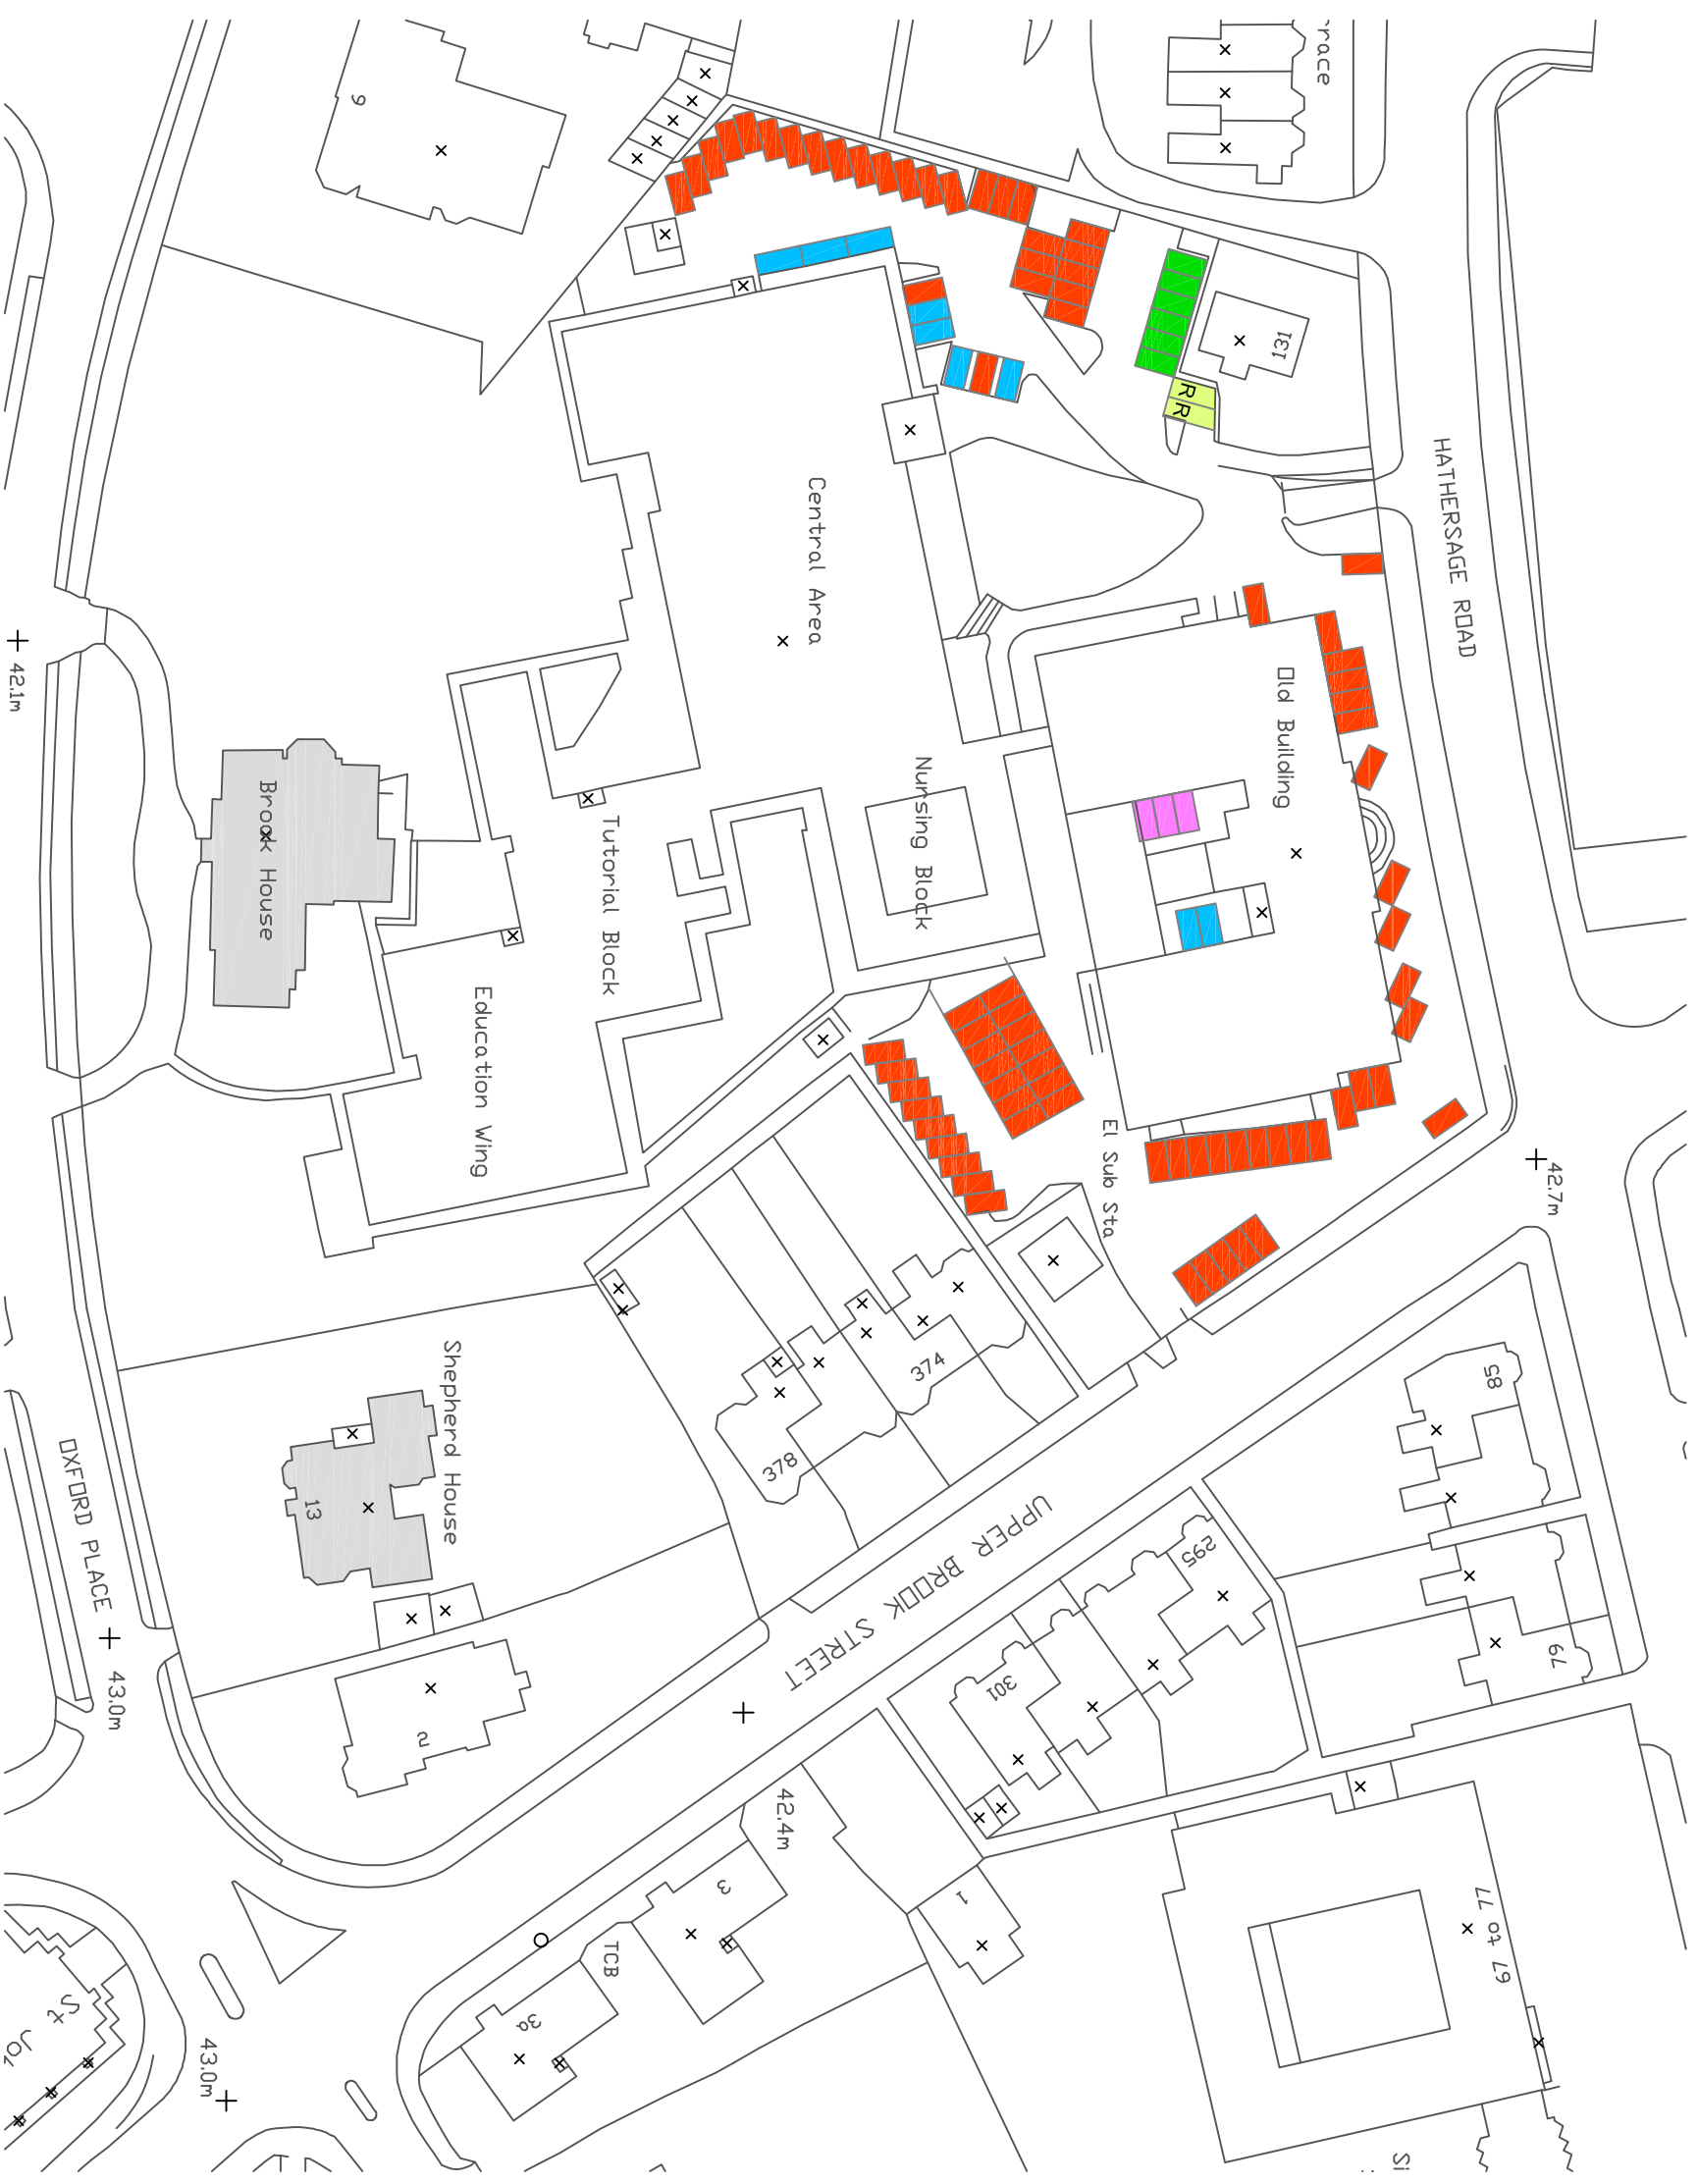 race
9
131
R
R
HATHERSAGE ROAD
Central Area
Old Building
42.1m
Nursing Block
Brook House
Tutorial Block
Education Wing
El Sub Sta
42.7m
Shepherd House
13
374
378
85
OXFORD PLACE
UPPER BROOK STREET
295
301
79
43.0m
2
42.4m
3
1
67 to 77
TCB
3a
St
43.0m